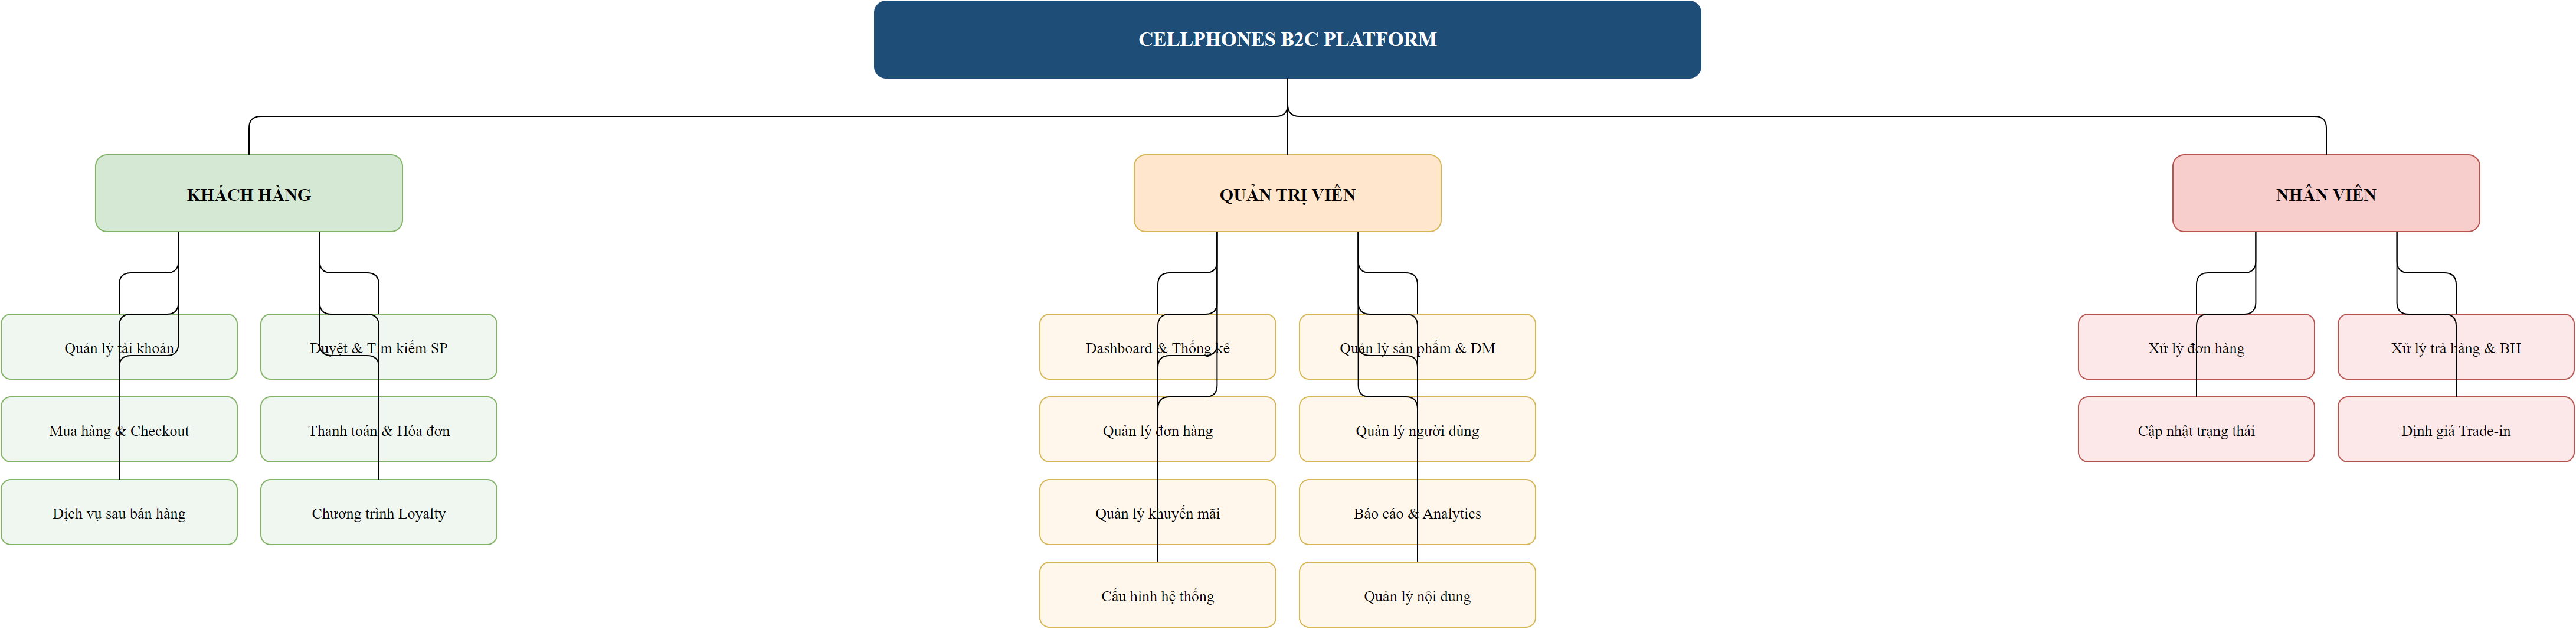 CELLPHONES B2C PLATFORM
KHÁCH HÀNG
QUẢN TRỊ VIÊN
NHÂN VIÊN
Quản lý tài khoản
Duyệt & Tìm kiếm SP
Mua hàng & Checkout
Thanh toán & Hóa đơn
Dịch vụ sau bán hàng
Chương trình Loyalty
Dashboard & Thống kê
Quản lý sản phẩm & DM
Quản lý đơn hàng
Quản lý người dùng
Quản lý khuyến mãi
Báo cáo & Analytics
Cấu hình hệ thống
Quản lý nội dung
Xử lý đơn hàng
Xử lý trả hàng & BH
Cập nhật trạng thái
Định giá Trade-in